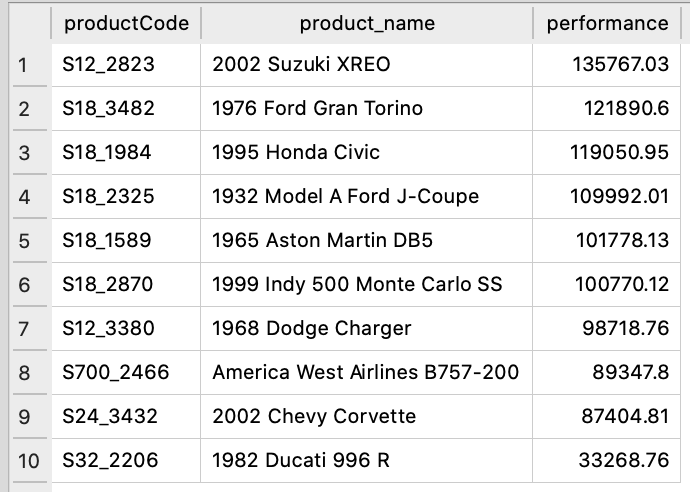 productCode product_name performance
1 S12_2823 2002 Suzuki XREO 135767.03
2 S18_3482 1976 Ford Gran Torino 121890.6
3 S18_1984 1995 Honda Civic 119050.95
4 S18_2325 1932 Model A Ford J-Coupe 109992.01
5 S18_1589 1965 Aston Martin DB5 101778.13
6 S18_2870 1999 Indy 500 Monte Carlo SS 100770.12
7 S12_3380 1968 Dodge Charger 98718.76
8 S700_2466 America West Airlines B757-200 89347.8
9 S24_3432 2002 Chevy Corvette 87404.81
10 S32_2206 1982 Ducati 996 R 33268.76